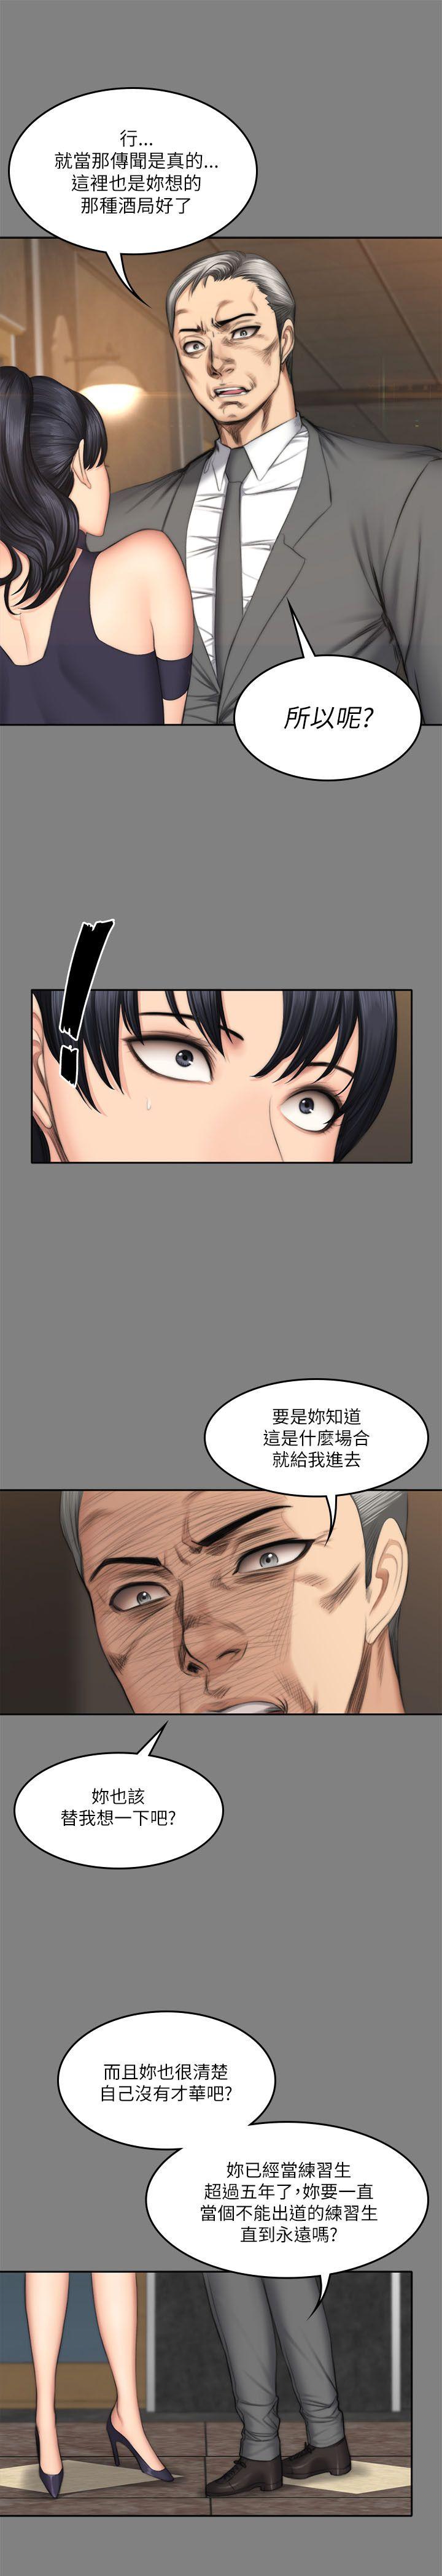 行...
就當那傳聞是真的...
這裡也是妳想的
那種酒局好了
所以呢?
要是妳知道
這是什麼場合
就給我進去
妳也該
替我想一下吧?
而且妳也很清楚
自己沒有才華吧?
妳已經當練習生
超過五年了,妳要一直
當個不能出道的練習生
直到永遠嗎?